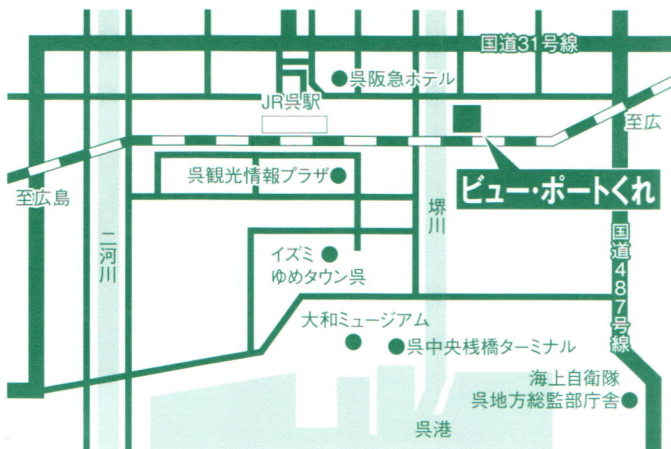 国道31号線
呉阪急ホテル
JR呉駅
至広
呉観光情報プラザ
ビュー・ポートくれ
至広島
二河川
堺川
国道487号線
イズミ
ゆめタウン呉
大和ミュージアム
呉中央桟橋ターミナル
海上自衛隊
呉地方総監部庁舎
呉港